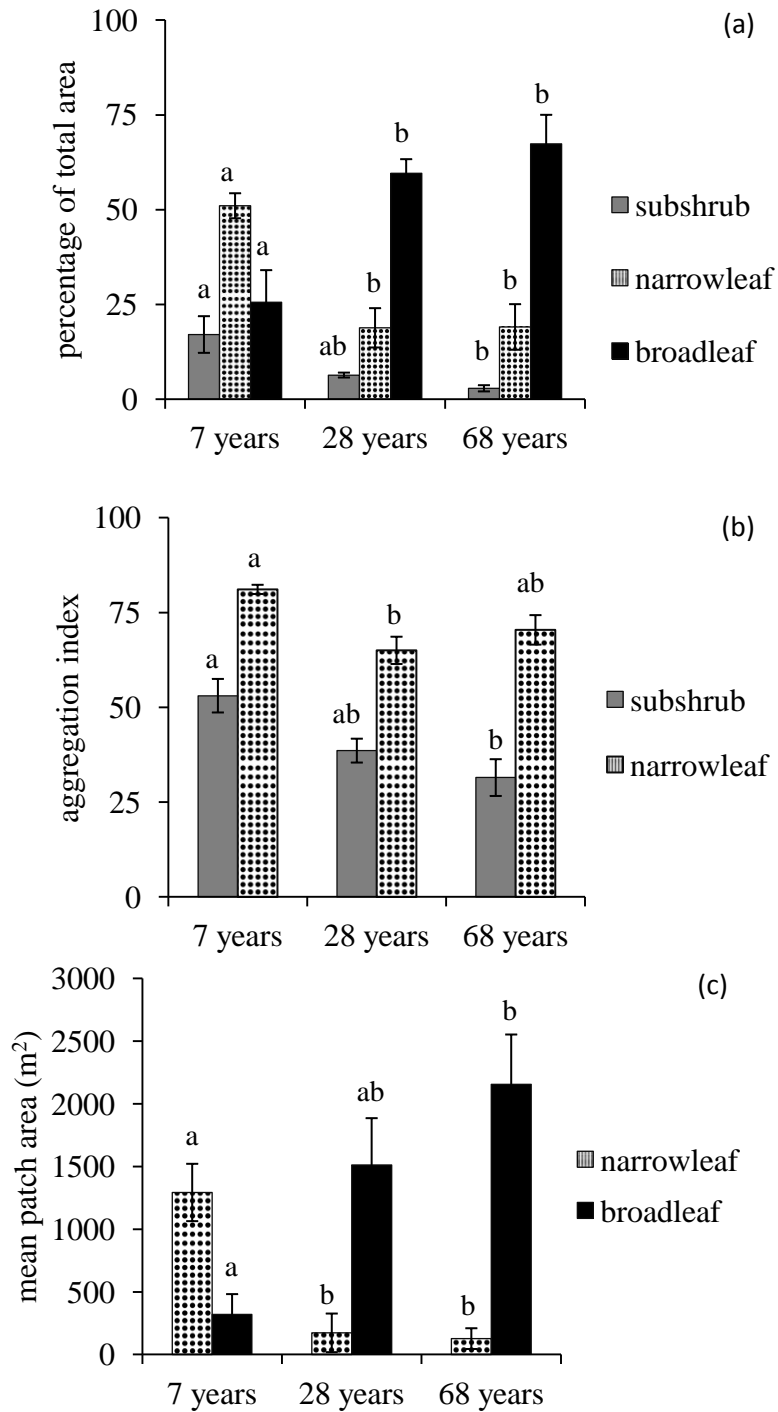 (a)
percentage of total area
100
75
50
25
0
a
a
a
ab
b
b
b
b
b
7 years
28 years
68 years
subshrub
narrowleaf
broadleaf
(b)
aggregation index
100
75
50
25
0
a
a
ab
b
b
ab
7 years
28 years
68 years
subshrub
narrowleaf
(c)
mean patch area (m²)
3000
2500
2000
1500
1000
500
0
a
a
b
ab
b
b
7 years
28 years
68 years
narrowleaf
broadleaf